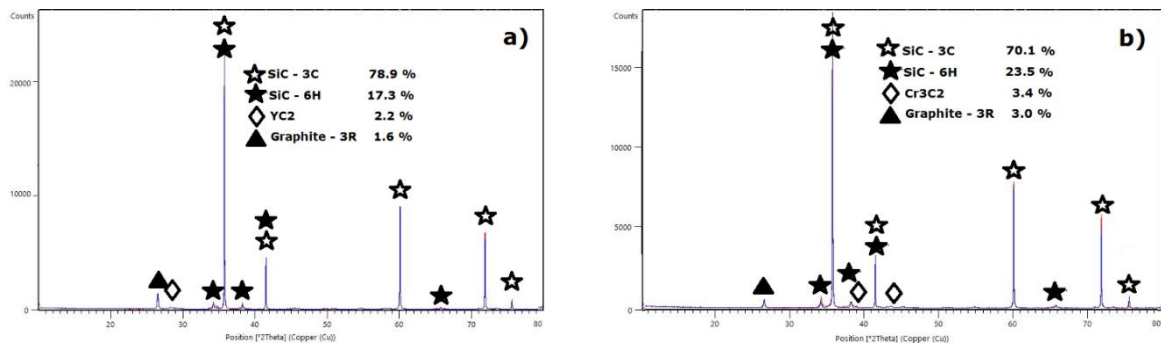 Counts
a)
SiC - 3C 78.9 %
SiC - 6H 17.3 %
YC2 2.2 %
Graphite - 3R 1.6 %
20000
10000
0
20 30 40 50 60 70 80
Position [°2Theta] (Copper (Cu))
Counts
b)
SiC - 3C 70.1 %
SiC - 6H 23.5 %
Cr3C2 3.4 %
Graphite - 3R 3.0 %
15000
10000
5000
0
20 30 40 50 60 70 80
Position [°2Theta] (Copper (Cu))